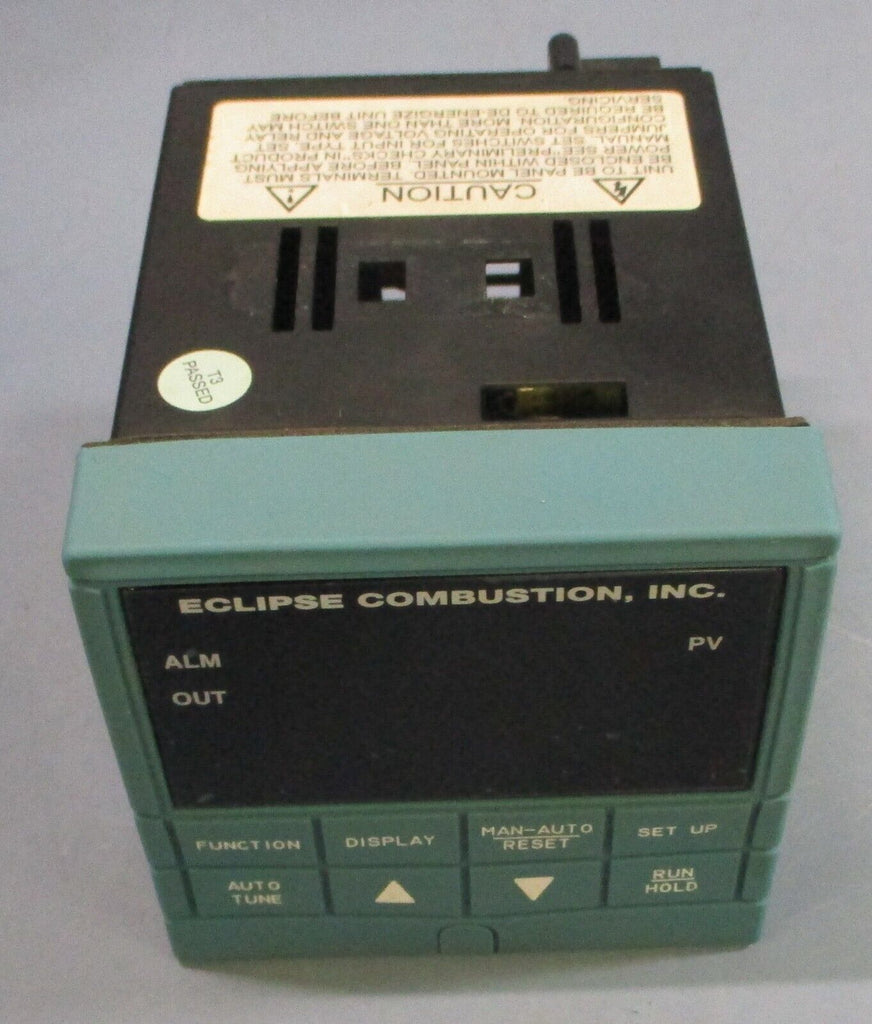 CAUTION
UNIT TO BE PANEL MOUNTED. TERMINALS MUST
BE ENCLOSED WITHIN PANEL. BEFORE APPLYING
POWER SEE "PRELIMINARY CHECKS" IN PRODUCT
MANUAL. SET SWITCHES FOR INPUT TYPE, SET
JUMPERS FOR OPERATING VOLTAGE AND RELAY
CONFIGURATION. MORE THAN ONE SWITCH MAY
BE REQUIRED TO DE-ENERGIZE UNIT BEFORE
SERVICING
T3
PASSED
ECLIPSE COMBUSTION, INC.
ALM
PV
OUT
FUNCTION
DISPLAY
MAN-AUTO
RESET
SET UP
AUTO
TUNE
RUN
HOLD